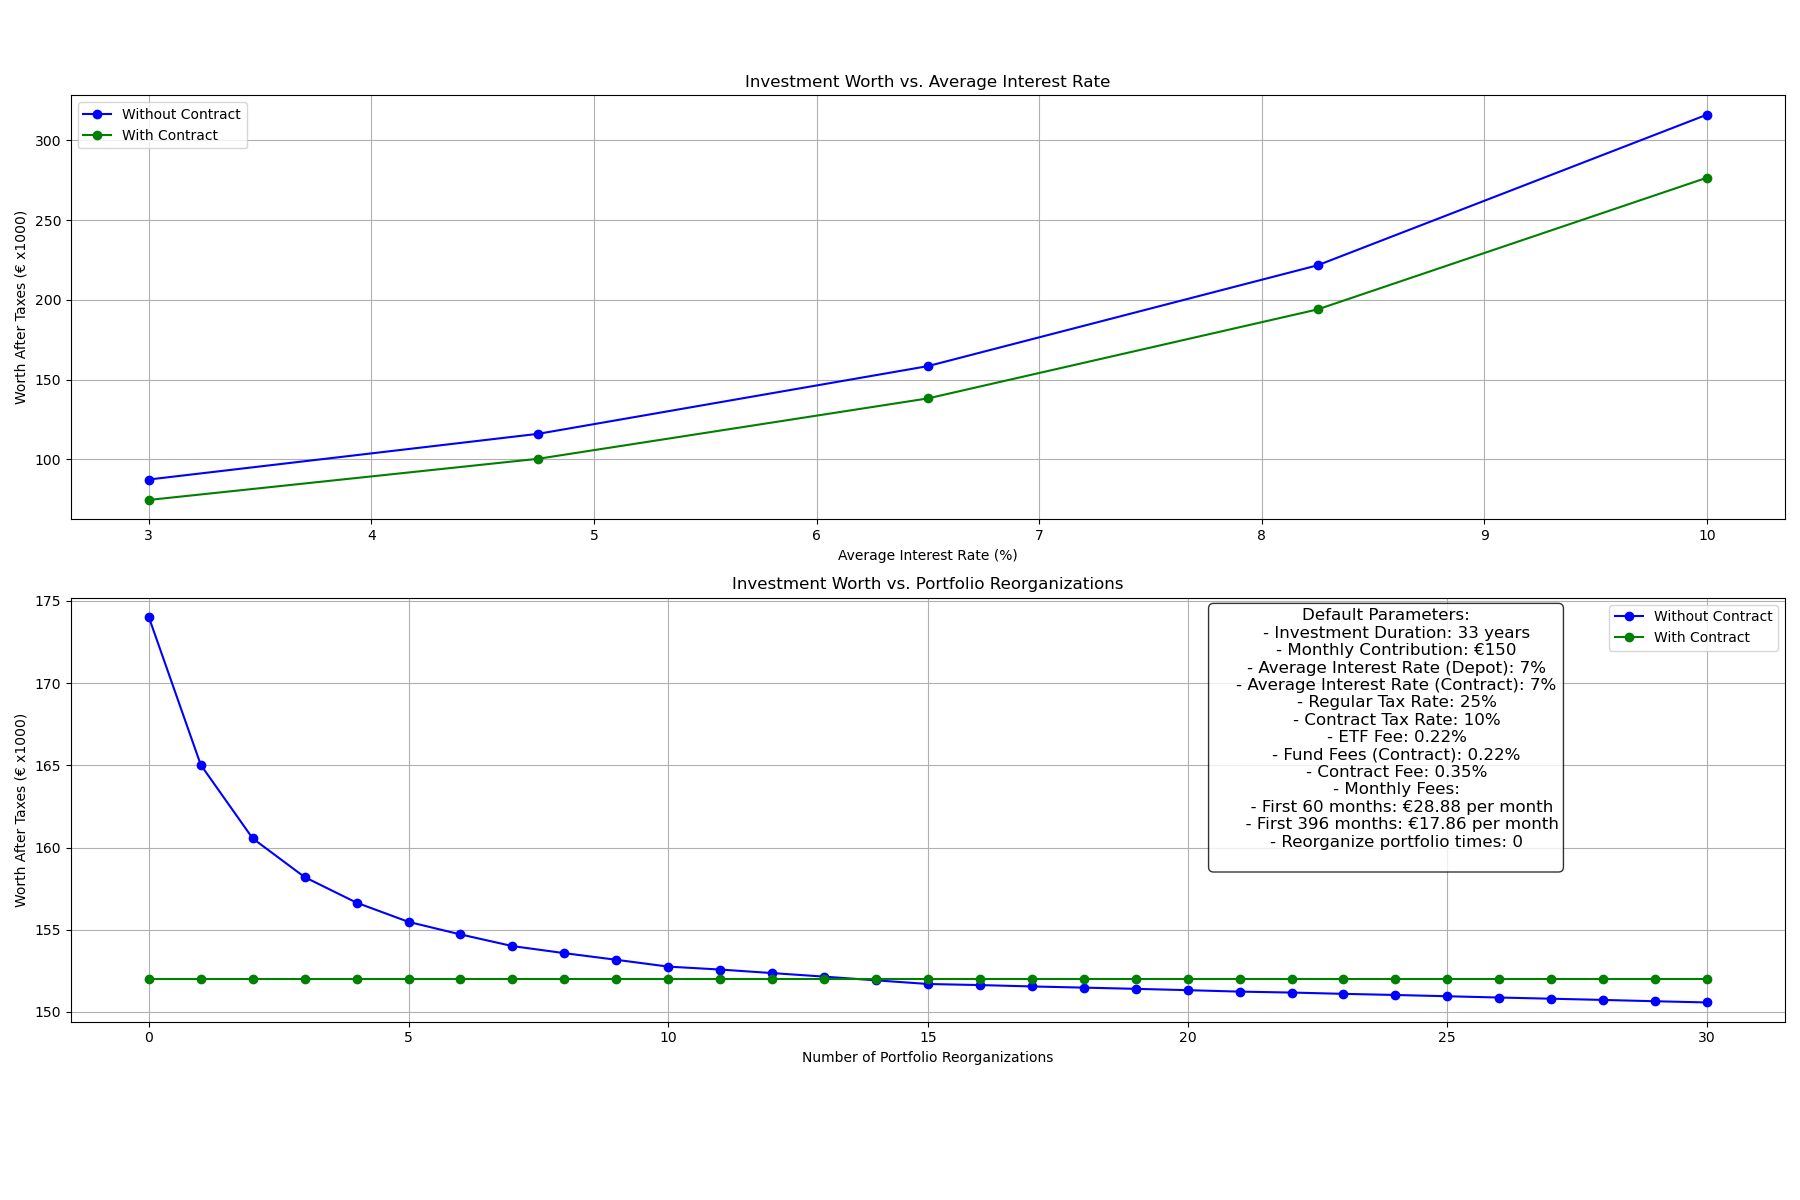 Investment Worth vs. Average Interest Rate
Without Contract
With Contract
Worth After Taxes (€ x1000)
300
250
200
150
100
3 4 5 6 7 8 9 10
Average Interest Rate (%)
Investment Worth vs. Portfolio Reorganizations
Default Parameters:
- Investment Duration: 33 years
- Monthly Contribution: €150
- Average Interest Rate (Depot): 7%
- Average Interest Rate (Contract): 7%
- Regular Tax Rate: 25%
- Contract Tax Rate: 10%
- ETF Fee: 0.22%
- Fund Fees (Contract): 0.22%
- Contract Fee: 0.35%
- Monthly Fees:
- First 60 months: €28.88 per month
- First 396 months: €17.86 per month
- Reorganize portfolio times: 0
Without Contract
With Contract
Worth After Taxes (€ x1000)
175
170
165
160
155
150
0 5 10 15 20 25 30
Number of Portfolio Reorganizations